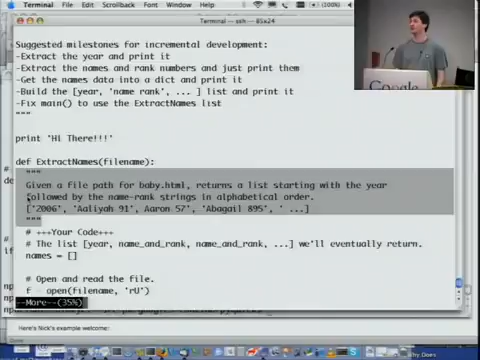 Terminal Edit Scrollback Font Window Help
Terminal — ssh — 85x24
Suggested milestones for incremental development:
-Extract the year and print it
-Extract the names and rank numbers and just print them
-Get the names data into a dict and print it
-Build the [year, 'name rank', ... ] list and print it
-Fix main() to use the ExtractNames list
"""
print 'Hi There!!!'
def ExtractNames(filename):
"""
Given a file path for baby.html, returns a list starting with the year
followed by the name-rank strings in alphabetical order.
['2006', 'Aaliyah 91', Aaron 57', 'Abagail 895', ' ...]
"""
# +++Your Code+++
# The list [year, name_and_rank, name_and_rank, ...] we'll eventually return.
names = []
# Open and read the file.
f = open(filename, 'rU')
--More--(35%)
Here's Nick's example welcome:
Done
Why Does
Google